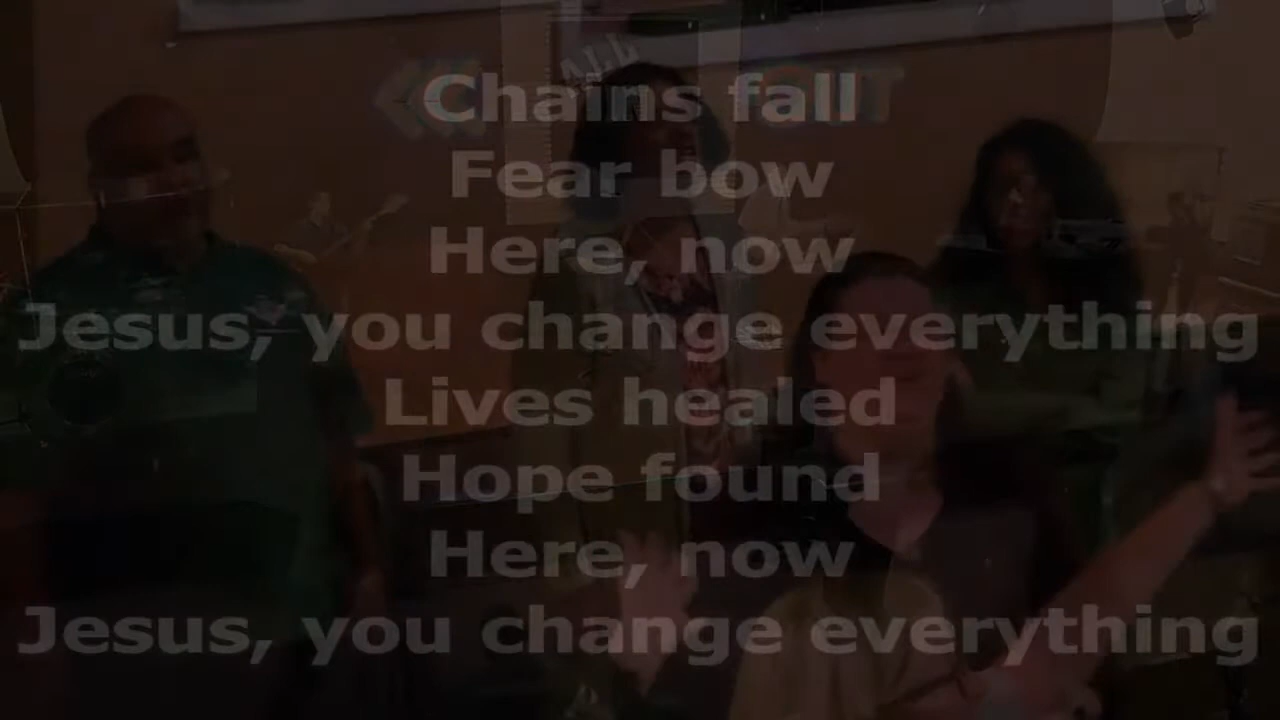 ALL
Chains fall
Fear bow
Here, now
Jesus, you change everything
Lives healed
Hope found
Here, now
Jesus, you change everything